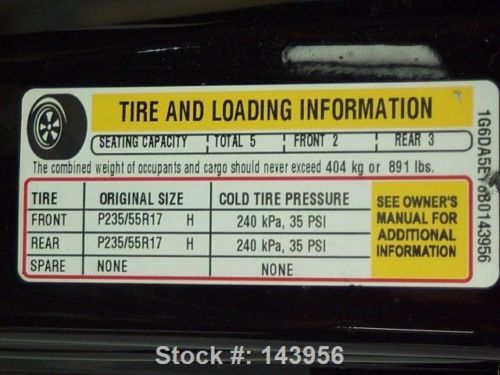 TIRE AND LOADING INFORMATION
SEATING CAPACITY TOTAL 5 FRONT 2 REAR 3
The combined weight of occupants and cargo should never exceed 404 kg or 891 lbs.
TIRE ORIGINAL SIZE COLD TIRE PRESSURE
FRONT P235/55R17 H 240 kPa, 35 PSI
REAR P235/55R17 H 240 kPa, 35 PSI
SPARE NONE NONE
SEE OWNER'S
MANUAL FOR
ADDITIONAL
INFORMATION
Stock #: 143956